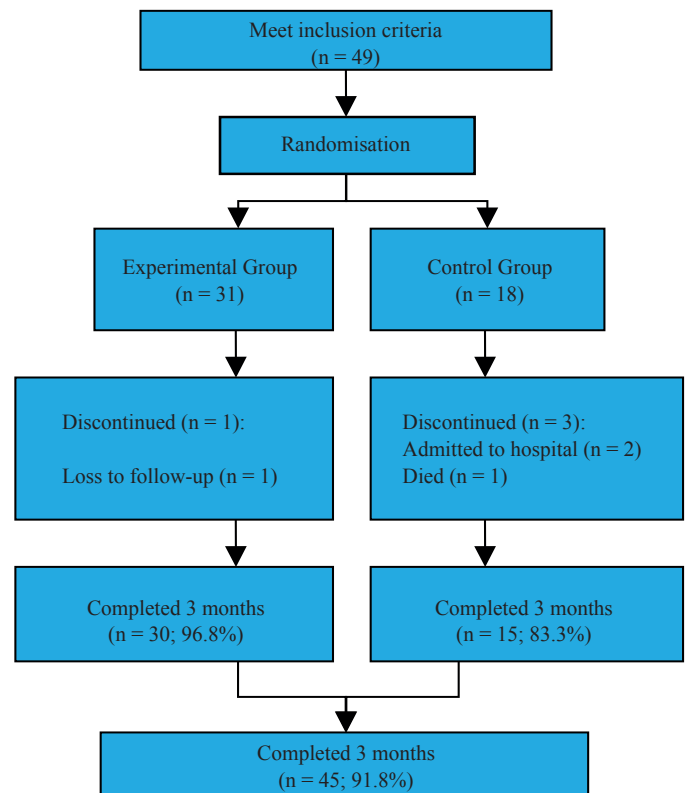 Meet inclusion criteria
(n = 49)
Randomisation
Experimental Group
(n = 31)
Control Group
(n = 18)
Discontinued (n = 1):
Loss to follow-up (n = 1)
Discontinued (n = 3):
Admitted to hospital (n = 2)
Died (n = 1)
Completed 3 months
(n = 30; 96.8%)
Completed 3 months
(n = 15; 83.3%)
Completed 3 months
(n = 45; 91.8%)